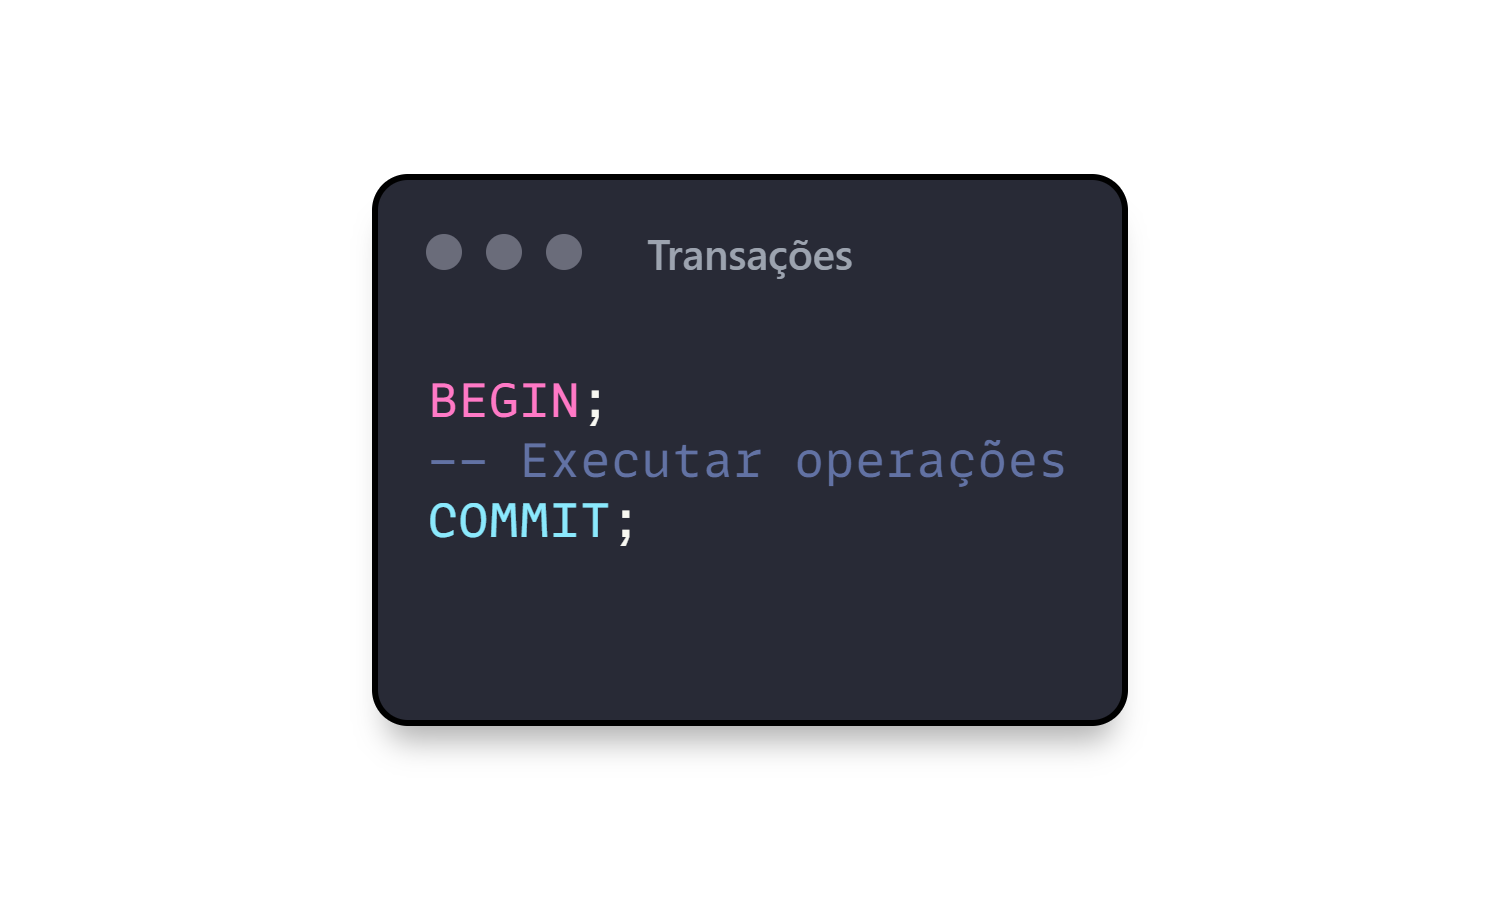 Transações
BEGIN;
-- Executar operações
COMMIT;